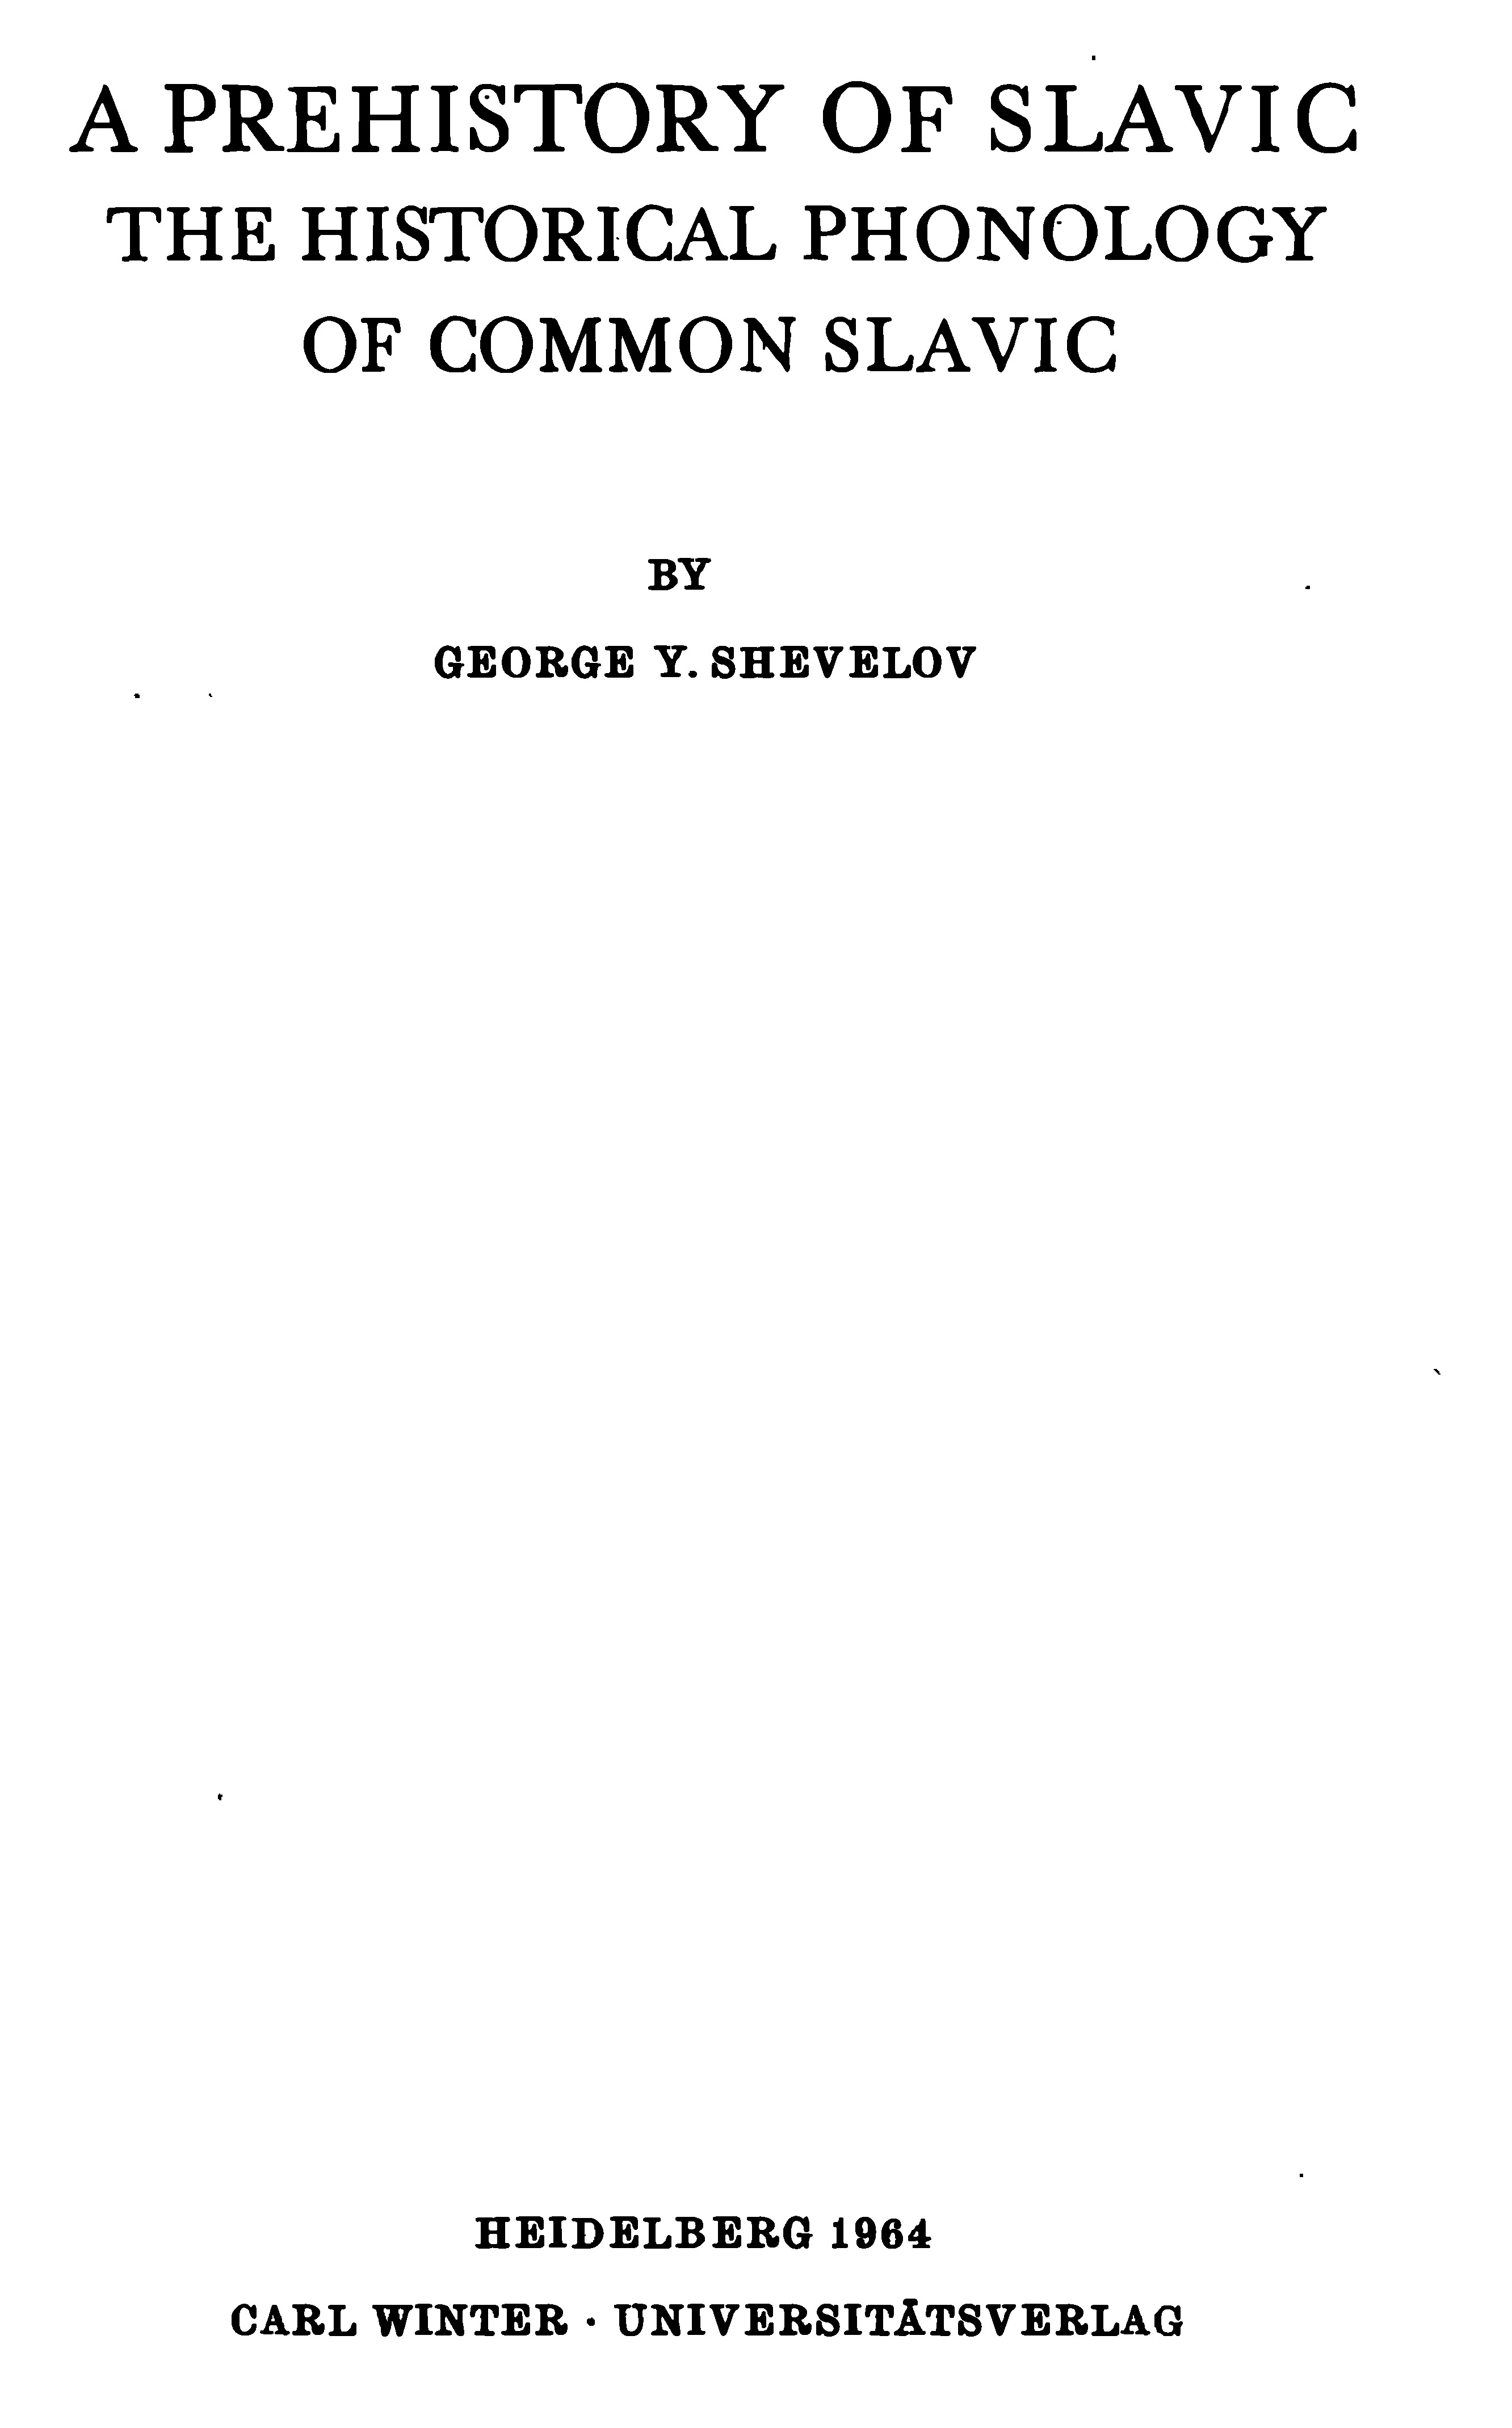 A PREHISTORY OF SLAVIC
THE HISTORICAL PHONOLOGY
OF COMMON SLAVIC
BY
GEORGE Y. SHEVELOV
HEIDELBERG 1964
CARL WINTER · UNIVERSITÄTSVERLAG